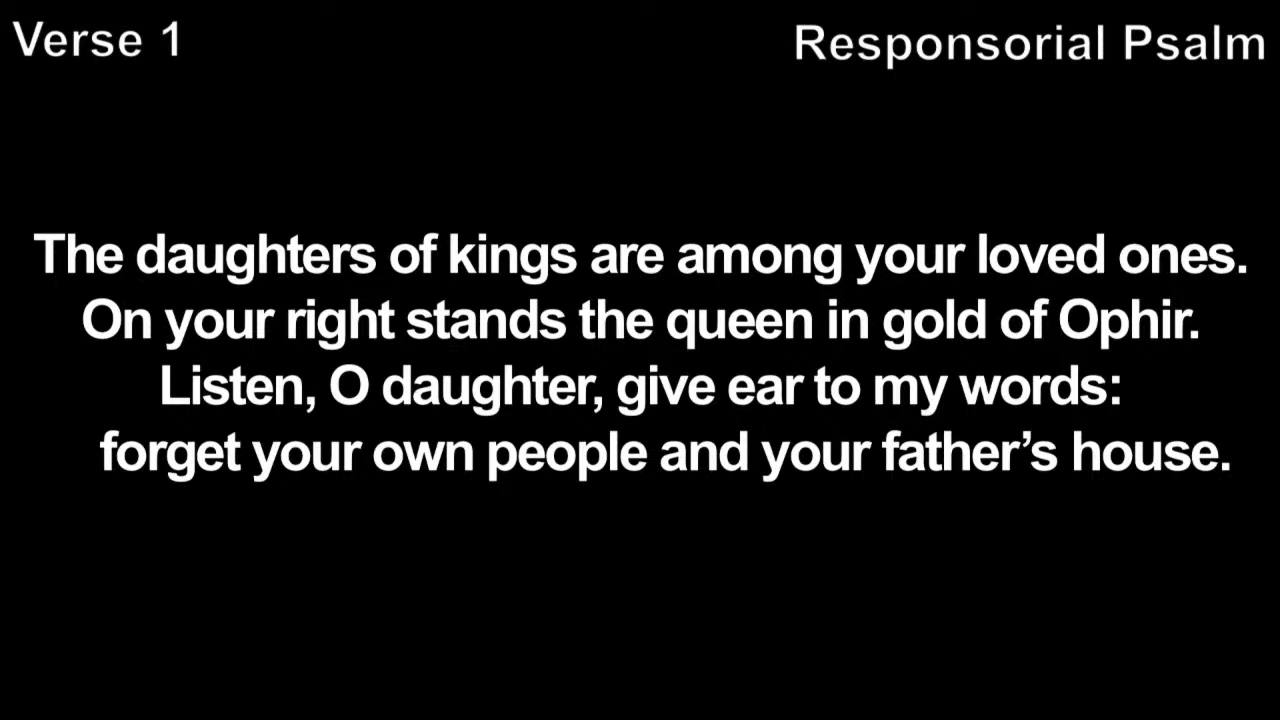 Verse 1
Responsorial Psalm
The daughters of kings are among your loved ones.
On your right stands the queen in gold of Ophir.
Listen, O daughter, give ear to my words:
forget your own people and your father’s house.